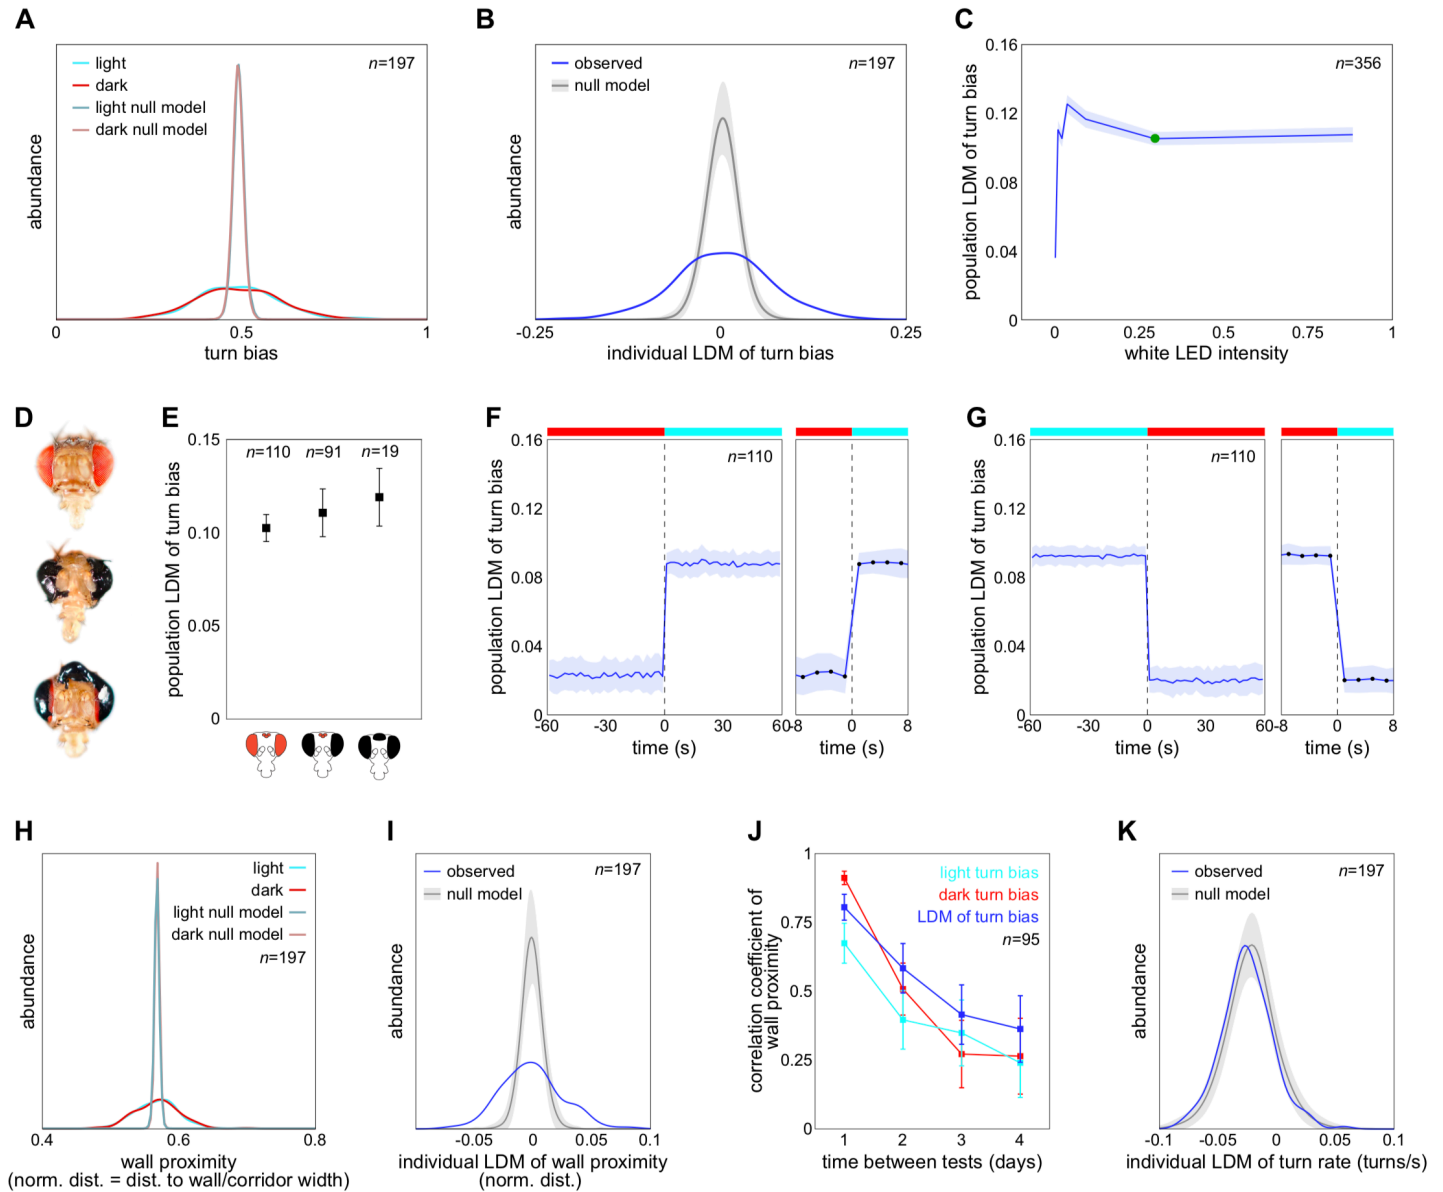 A
light
dark
light null model
dark null model
n=197
abundance
0
0.5
1
turn bias
B
observed
null model
n=197
abundance
-0.25
0
0.25
individual LDM of turn bias
C
n=356
population LDM of turn bias
0.16
0.12
0.08
0.04
0
0
0.25
0.5
0.75
1
white LED intensity
D
E
n=110
n=91
n=19
population LDM of turn bias
0.15
0.10
0.05
0
F
n=110
population LDM of turn bias
0.16
0.12
0.08
0.04
0
-60
-30
0
30
60
time (s)
-8
0
8
time (s)
G
n=110
population LDM of turn bias
0.16
0.12
0.08
0.04
0
-60
-30
0
30
60
time (s)
-8
0
8
time (s)
H
light
dark
light null model
dark null model
n=197
abundance
0.4
0.6
0.8
wall proximity
(norm. dist. = dist. to wall/corridor width)
I
observed
null model
n=197
abundance
-0.05
0
0.05
0.1
individual LDM of wall proximity
(norm. dist.)
J
light turn bias
dark turn bias
LDM of turn bias
n=95
correlation coefficient of
wall proximity
1
0.75
0.5
0.25
0
1
2
3
4
time between tests (days)
K
observed
null model
n=197
abundance
-0.1
-0.05
0
0.05
0.1
individual LDM of turn rate (turns/s)